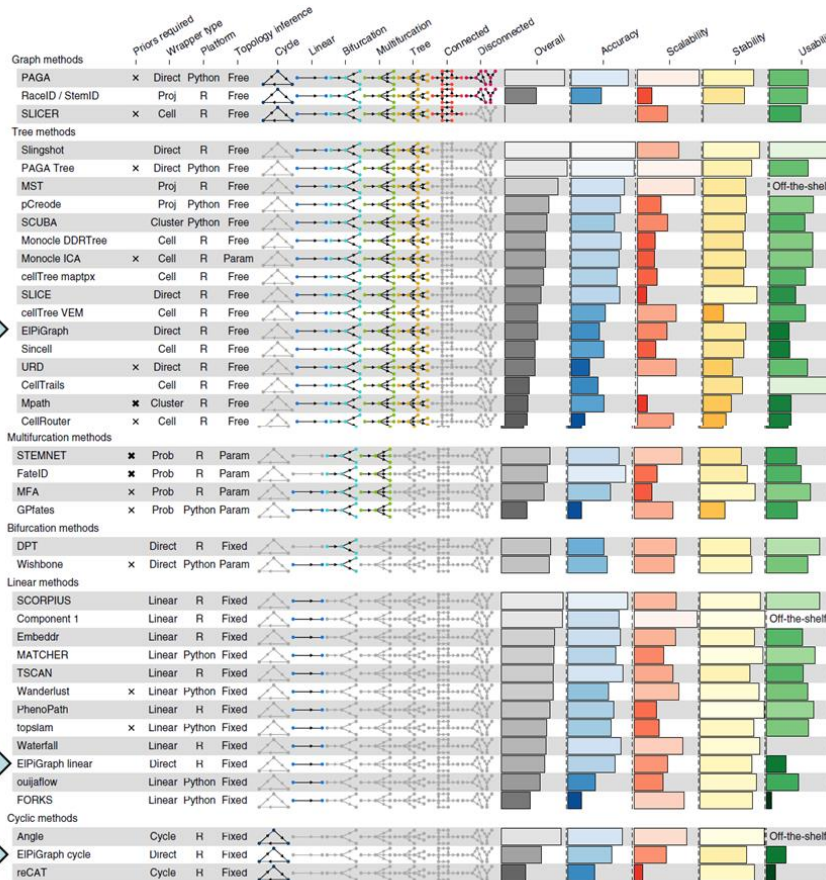 Priors required Wrapper type Platform Topology inference Cycle Linear Bifurcation Multifurcation Tree Connected Disconnected Overall Accuracy Scalability Stability
Graph methods
PAGA × Direct Python Free
RaceID / StemID Proj R Free
SLICER × Cell R Free
Tree methods
Slingshot Direct R Free
PAGA Tree × Direct Python Free
MST Proj R Free Off-the-shel
pCreode Proj Python Free
SCUBA Cluster Python Free
Monocle DDRTree Cell R Free
Monocle ICA × Cell R Param
cellTree maptpx Cell R Free
SLICE Direct R Free
cellTree VEM Cell R Free
ElPiGraph Direct R Free
Sincell Cell R Free
URD × Direct R Free
CellTrails Cell R Free
Mpath ✖ Cluster R Free
CellRouter × Cell R Free
Multifurcation methods
STEMNET ✖ Prob R Param
FateID ✖ Prob R Param
MFA × Prob R Param
GPfates × Prob Python Param
Bifurcation methods
DPT Direct R Fixed
Wishbone × Direct Python Param
Linear methods
SCORPIUS Linear R Fixed
Component 1 Linear R Fixed Off-the-shelf
Embeddr Linear R Fixed
MATCHER Linear Python Fixed
TSCAN Linear R Fixed
Wanderlust × Linear Python Fixed
PhenoPath Linear R Fixed
topslam × Linear Python Fixed
Waterfall Linear R Fixed
ElPiGraph linear Direct R Fixed
ouijaflow Linear Python Fixed
FORKS Linear Python Fixed
Cyclic methods
Angle Cycle R Fixed Off-the-shelf
ElPiGraph cycle Direct R Fixed
reCAT Cycle R Fixed